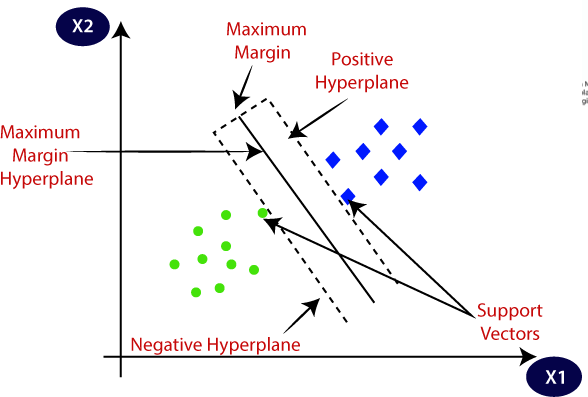 X2
Maximum
Margin
Positive
Hyperplane
Maximum
Margin
Hyperplane
Support
Vectors
Negative Hyperplane
X1